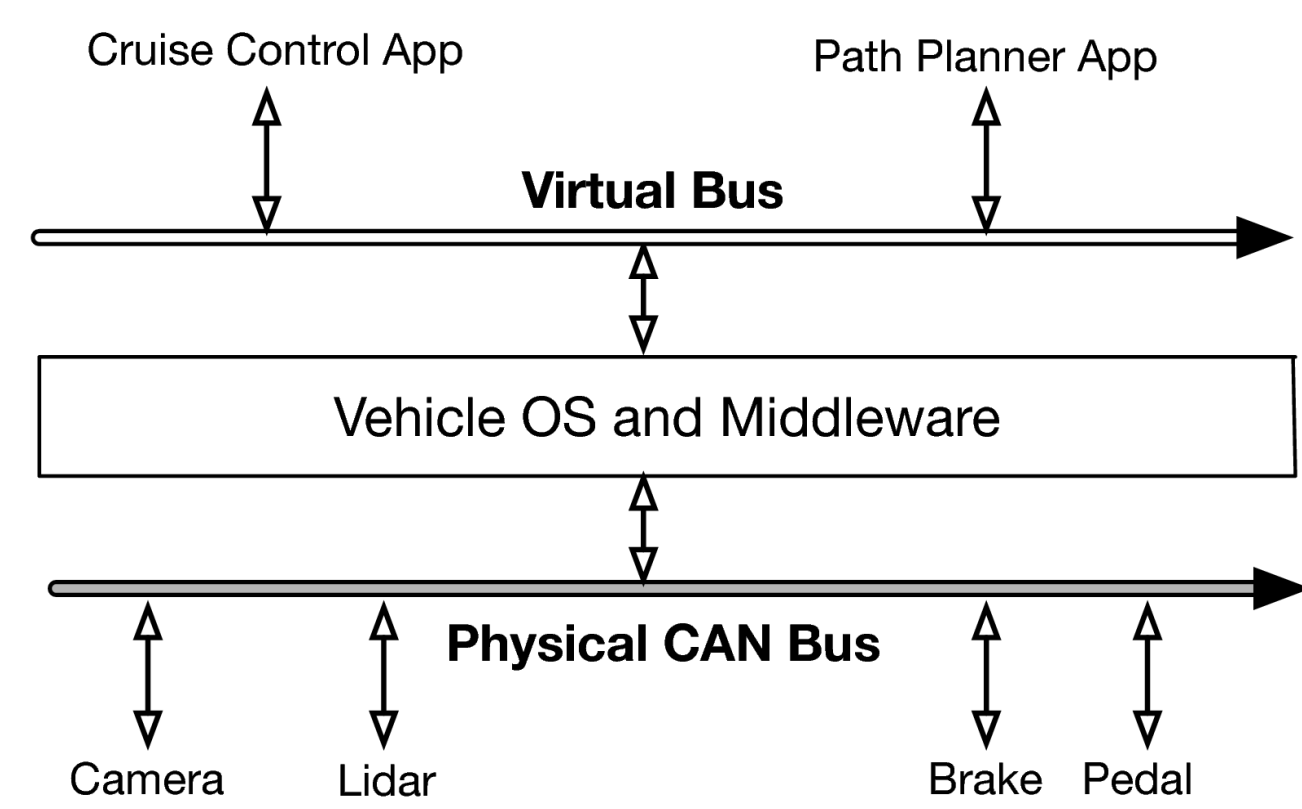 Cruise Control App
Path Planner App
Virtual Bus
Vehicle OS and Middleware
Physical CAN Bus
Camera
Lidar
Brake
Pedal